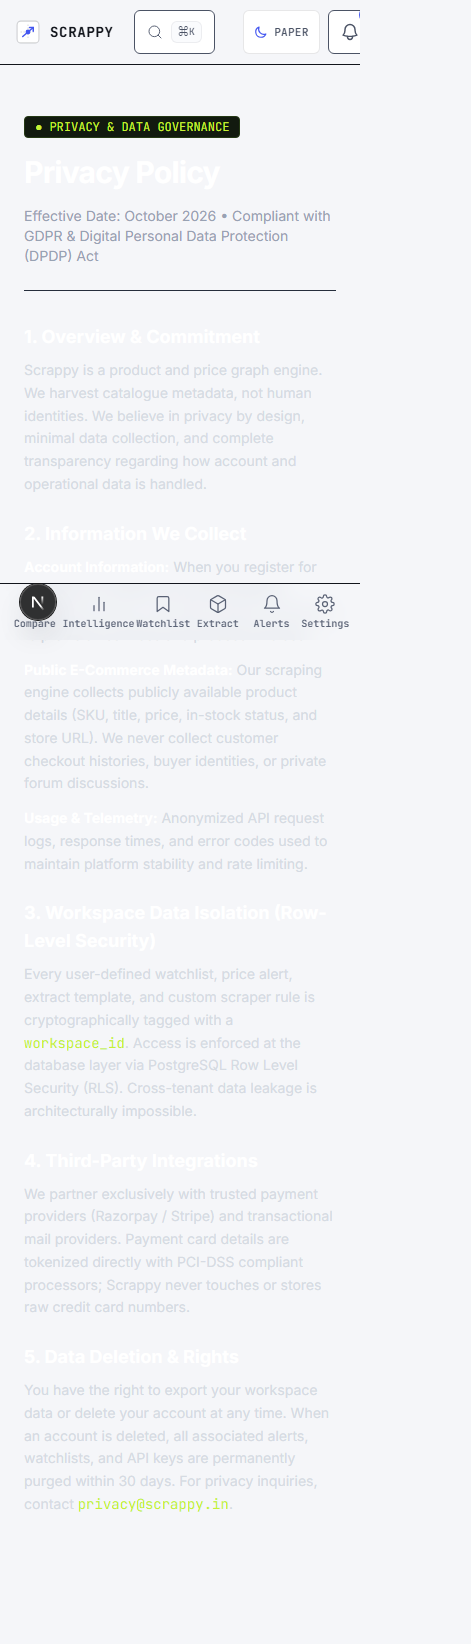 SCRAPPY
⌘K
PAPER
PRIVACY & DATA GOVERNANCE
Privacy Policy
Effective Date: October 2026 • Compliant with
GDPR & Digital Personal Data Protection
(DPDP) Act
1. Overview & Commitment
Scrappy is a product and price graph engine.
We harvest catalogue metadata, not human
identities. We believe in privacy by design,
minimal data collection, and complete
transparency regarding how account and
operational data is handled.
2. Information We Collect
Account Information: When you register for
N
Compare Intelligence Watchlist Extract Alerts Settings
Public E-Commerce Metadata: Our scraping
engine collects publicly available product
details (SKU, title, price, in-stock status, and
store URL). We never collect customer
checkout histories, buyer identities, or private
forum discussions.
Usage & Telemetry: Anonymized API request
logs, response times, and error codes used to
maintain platform stability and rate limiting.
3. Workspace Data Isolation (Row-
Level Security)
Every user-defined watchlist, price alert,
extract template, and custom scraper rule is
cryptographically tagged with a
workspace_id. Access is enforced at the
database layer via PostgreSQL Row Level
Security (RLS). Cross-tenant data leakage is
architecturally impossible.
4. Third-Party Integrations
We partner exclusively with trusted payment
providers (Razorpay / Stripe) and transactional
mail providers. Payment card details are
tokenized directly with PCI-DSS compliant
processors; Scrappy never touches or stores
raw credit card numbers.
5. Data Deletion & Rights
You have the right to export your workspace
data or delete your account at any time. When
an account is deleted, all associated alerts,
watchlists, and API keys are permanently
purged within 30 days. For privacy inquiries,
contact privacy@scrappy.in.